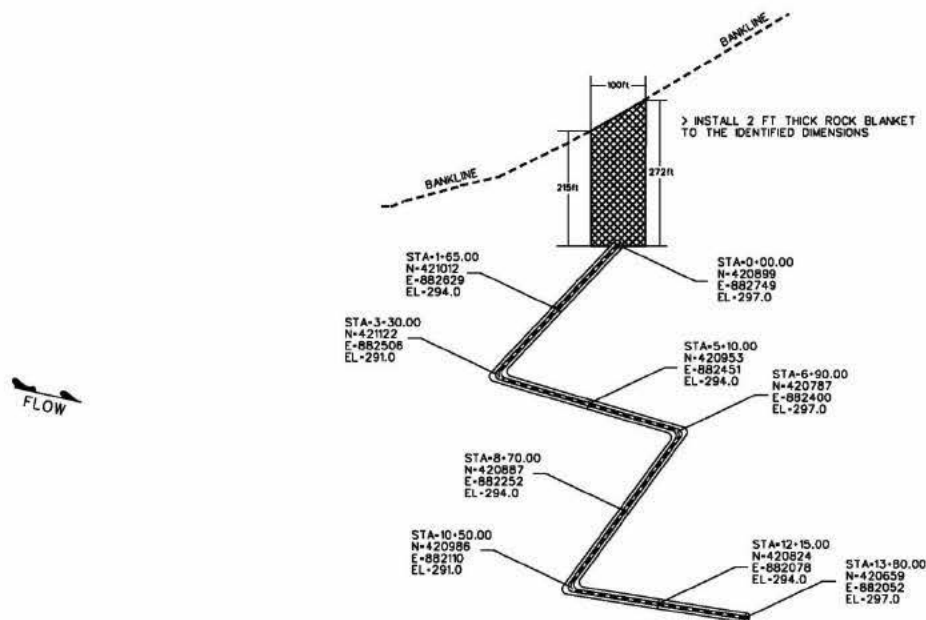 BANKLINE
100ft
> INSTALL 2 FT THICK ROCK BLANKET
TO THE IDENTIFIED DIMENSIONS
BANKLINE
215ft
272ft
STA=1+65.00
N=421012
E=882629
EL=294.0
STA=0+00.00
N=420899
E=882749
EL=297.0
STA=3+30.00
N=421122
E=882506
EL=291.0
STA=5+10.00
N=420953
E=882451
EL=294.0
STA=6+90.00
N=420787
E=882400
EL=297.0
FLOW
STA=8+70.00
N=420887
E=882252
EL=294.0
STA=10+50.00
N=420986
E=882110
EL=291.0
STA=12+15.00
N=420824
E=882078
EL=294.0
STA=13+80.00
N=420659
E=882052
EL=297.0